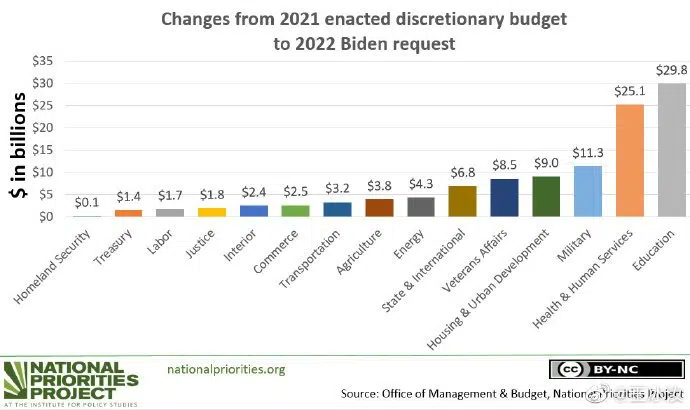 Changes from 2021 enacted discretionary budget
to 2022 Biden request
$ in billions
$35
$30
$25
$20
$15
$10
$5
$0
$0.1
$1.4
$1.7
$1.8
$2.4
$2.5
$3.2
$3.8
$4.3
$6.8
$8.5
$9.0
$11.3
$25.1
$29.8
Homeland Security
Treasury
Labor
Justice
Interior
Commerce
Transportation
Agriculture
Energy
State & International
Veterans Affairs
Housing & Urban Development
Military
Health & Human Services
Education
NATIONAL
PRIORITIES
PROJECT
AT THE INSTITUTE FOR POLICY STUDIES
nationalpriorities.org
cc BY-NC
Source: Office of Management & Budget, National Priorities Project